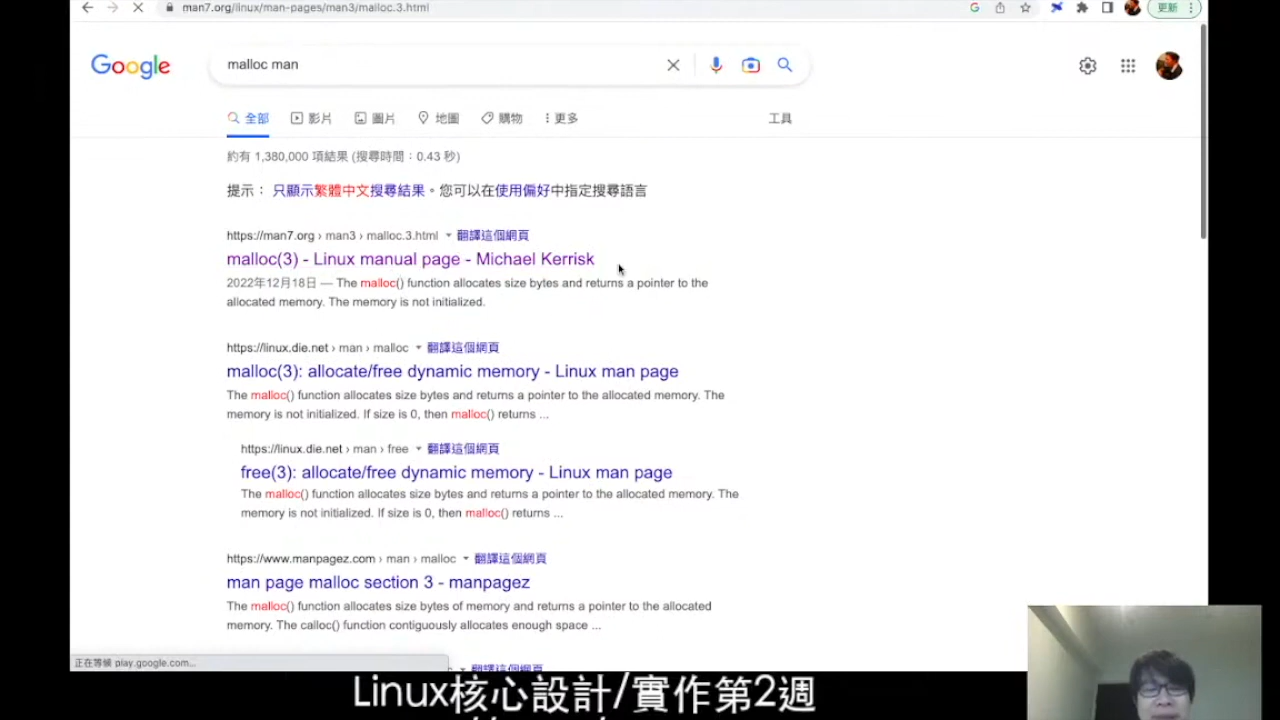 man7.org/linux/man-pages/man3/malloc.3.html
更新
Google
malloc man
全部 影片 圖片 地圖 購物 更多 工具
約有 1,380,000 項結果 (搜尋時間：0.43 秒)
提示： 只顯示繁體中文搜尋結果。您可以在使用偏好中指定搜尋語言
https://man7.org › man3 › malloc.3.html 翻譯這個網頁
malloc(3) - Linux manual page - Michael Kerrisk
2022年12月18日 — The malloc() function allocates size bytes and returns a pointer to the
allocated memory. The memory is not initialized.
https://linux.die.net › man › malloc 翻譯這個網頁
malloc(3): allocate/free dynamic memory - Linux man page
The malloc() function allocates size bytes and returns a pointer to the allocated memory. The
memory is not initialized. If size is 0, then malloc() returns ...
https://linux.die.net › man › free 翻譯這個網頁
free(3): allocate/free dynamic memory - Linux man page
The malloc() function allocates size bytes and returns a pointer to the allocated memory. The
memory is not initialized. If size is 0, then malloc() returns ...
https://www.manpagez.com › man › malloc 翻譯這個網頁
man page malloc section 3 - manpagez
The malloc() function allocates size bytes of memory and returns a pointer to the allocated
memory. The calloc() function contiguously allocates enough space ...
翻譯這個網頁
正在等候 play.google.com...
Linux核心設計/實作第2週